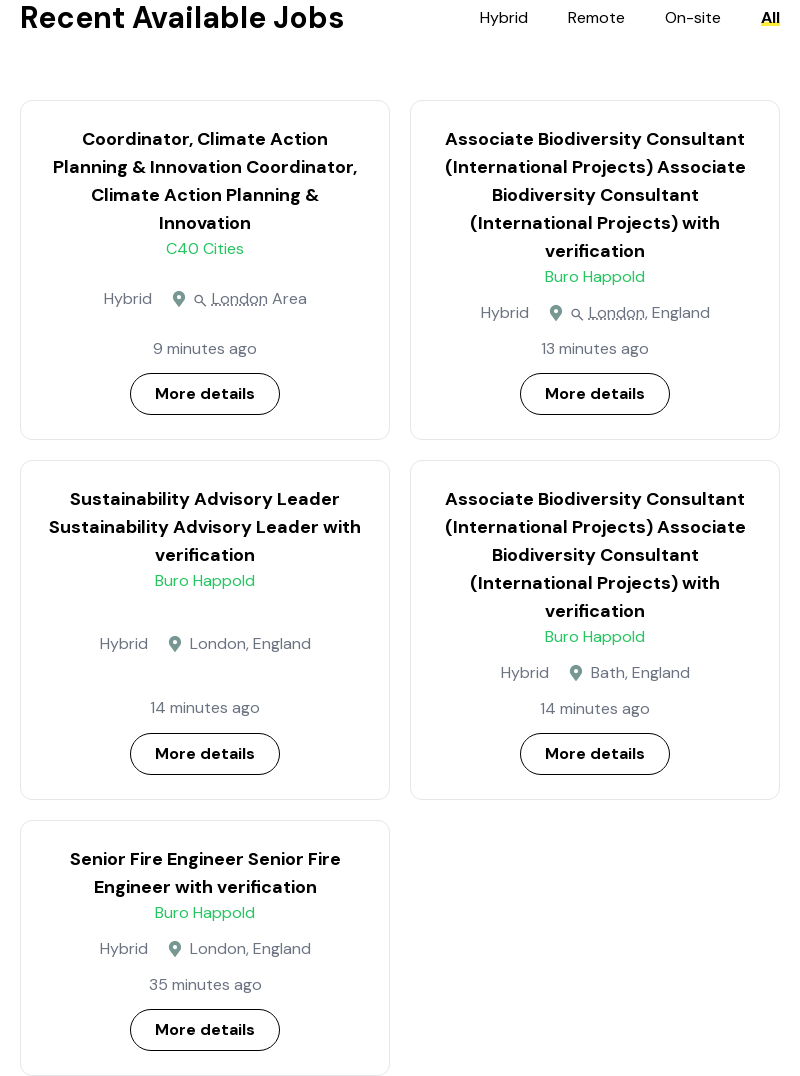 Recent Available Jobs
Hybrid Remote On-site All
Coordinator, Climate Action
Planning & Innovation Coordinator,
Climate Action Planning &
Innovation
C40 Cities
Hybrid London Area
9 minutes ago
More details
Associate Biodiversity Consultant
(International Projects) Associate
Biodiversity Consultant
(International Projects) with
verification
Buro Happold
Hybrid London, England
13 minutes ago
More details
Sustainability Advisory Leader
Sustainability Advisory Leader with
verification
Buro Happold
Hybrid London, England
14 minutes ago
More details
Associate Biodiversity Consultant
(International Projects) Associate
Biodiversity Consultant
(International Projects) with
verification
Buro Happold
Hybrid Bath, England
14 minutes ago
More details
Senior Fire Engineer Senior Fire
Engineer with verification
Buro Happold
Hybrid London, England
35 minutes ago
More details